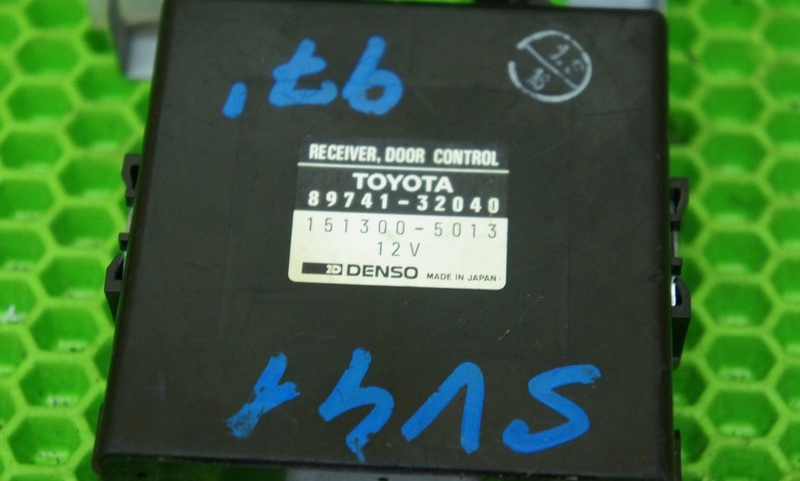 RECEIVER, DOOR CONTROL
TOYOTA
89741-32040
151300-5013
12V
DENSO MADE IN JAPAN